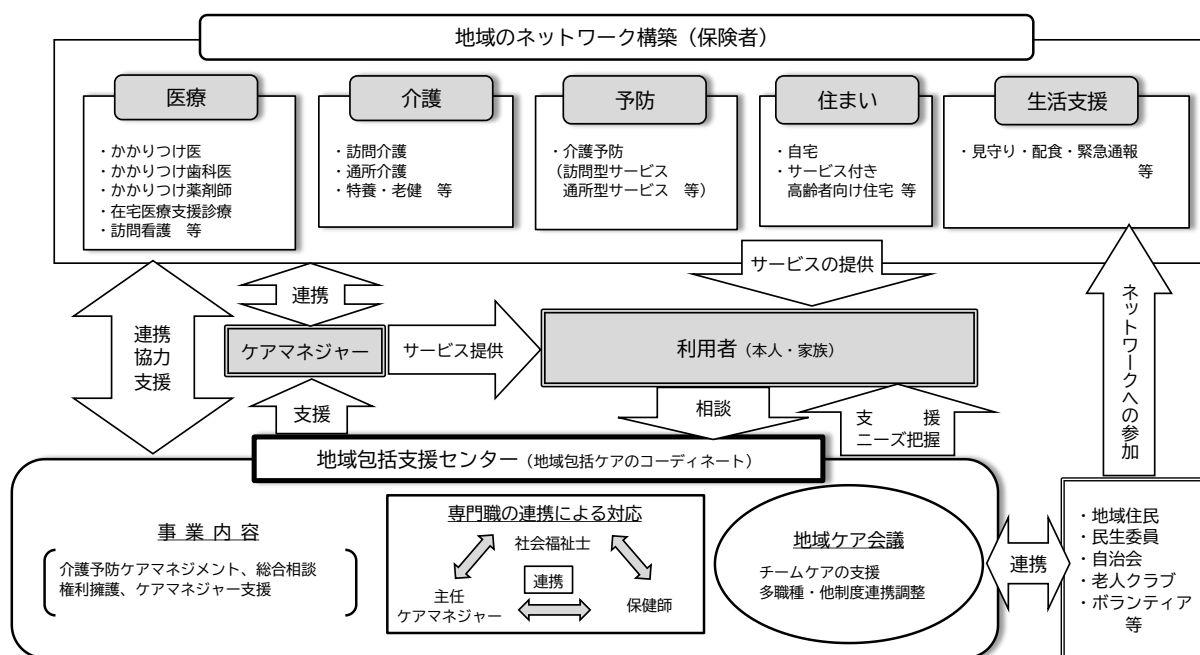 地域のネットワーク構築（保険者）
医療
・かかりつけ医
・かかりつけ歯科医
・かかりつけ薬剤師
・在宅医療支援診療
・訪問看護　等
介護
・訪問介護
・通所介護
・特養・老健　等
予防
・介護予防
（訪問型サービス
通所型サービス　等）
住まい
・自宅
・サービス付き
高齢者向け住宅 等
生活支援
・見守り・配食・緊急通報
等
サービスの提供
連携
協力
支援
連携
ケアマネジャー
サービス提供
利用者（本人・家族）
ネットワークへの参加
支援
相談
支　　援
ニーズ把握
地域包括支援センター（地域包括ケアのコーディネート）
事 業 内 容
介護予防ケアマネジメント、総合相談
権利擁護、ケアマネジャー支援
専門職の連携による対応
社会福祉士
連携
主任
ケアマネジャー
保健師
地域ケア会議
チームケアの支援
多職種・他制度連携調整
連携
・地域住民
・民生委員
・自治会
・老人クラブ
・ボランティア
等